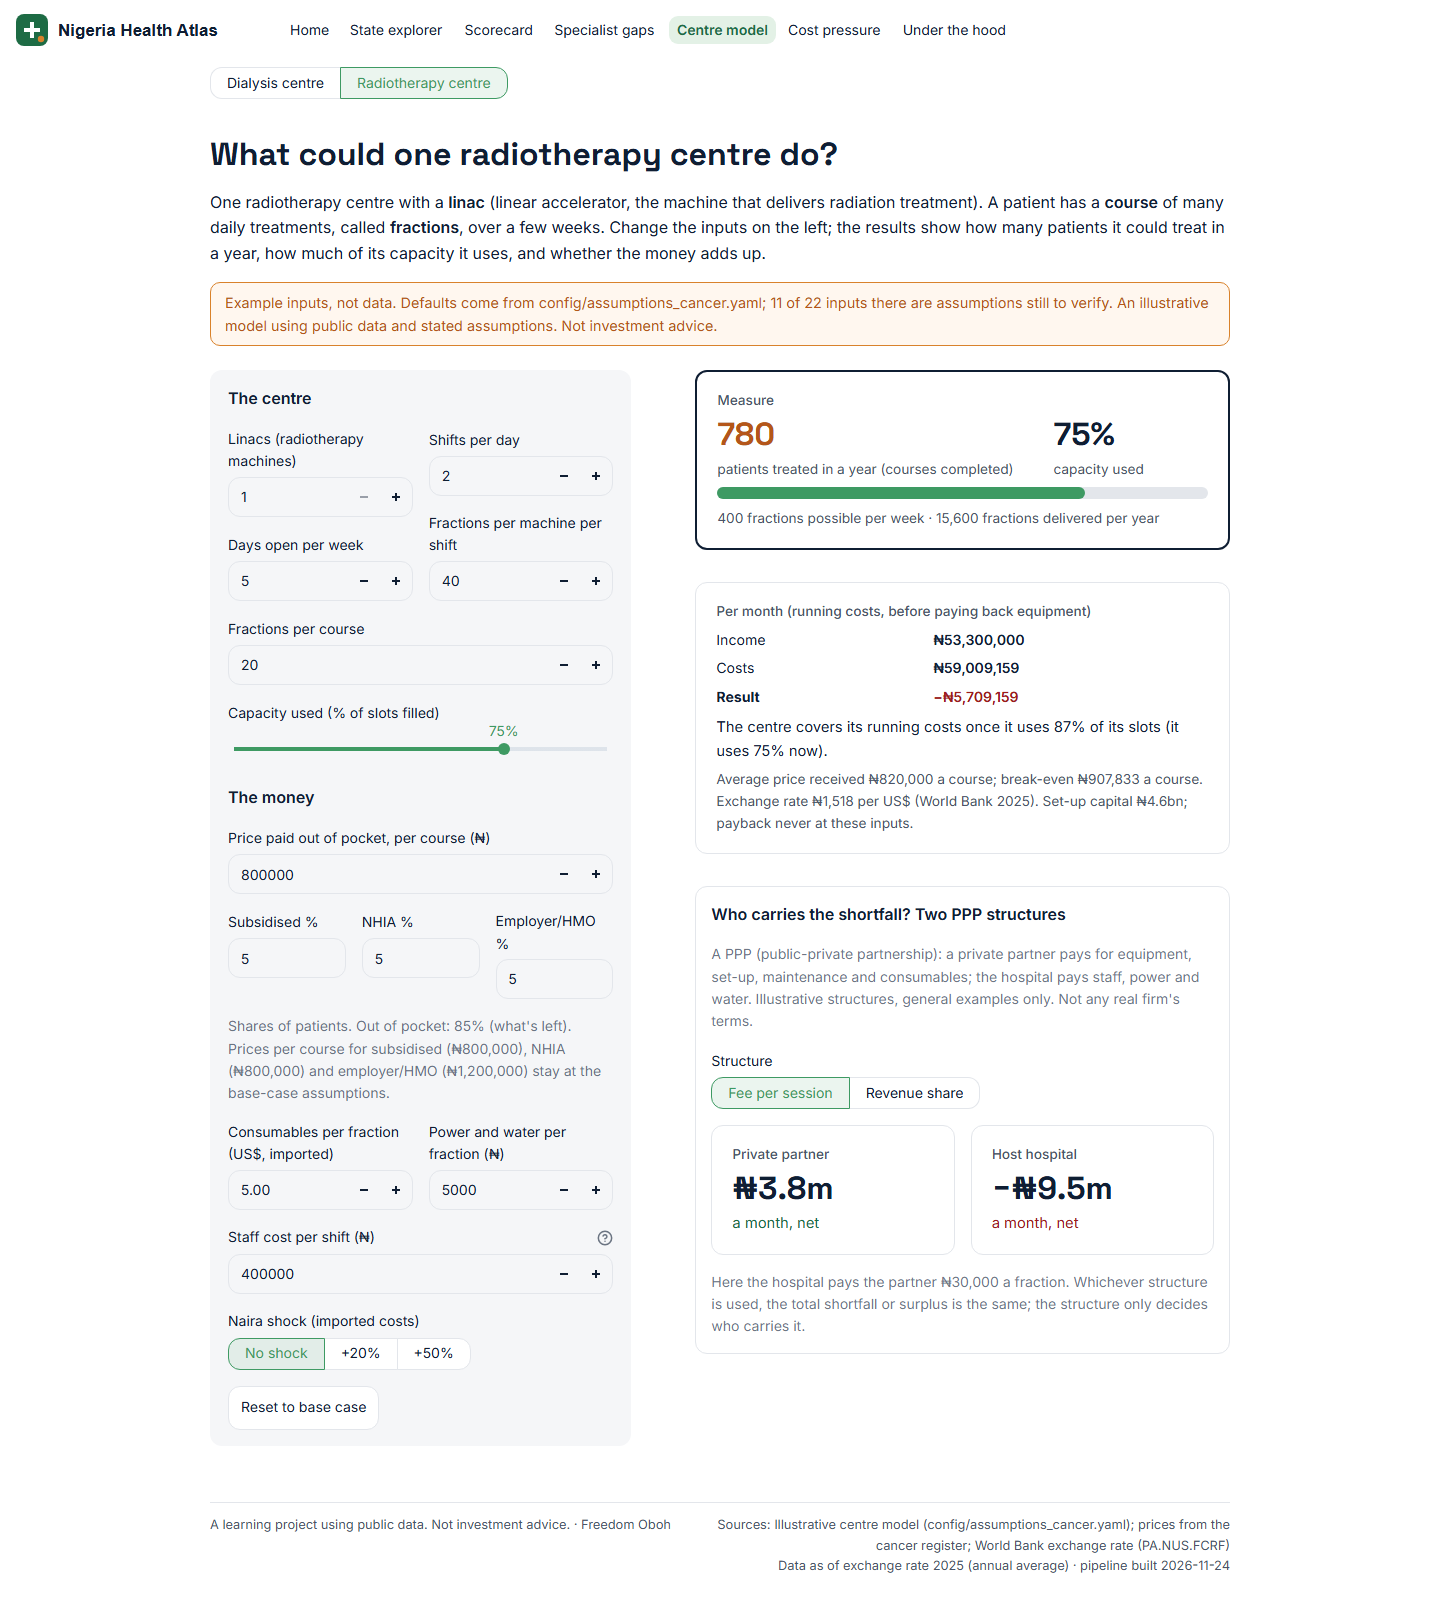 Nigeria Health Atlas
Home
State explorer
Scorecard
Specialist gaps
Centre model
Cost pressure
Under the hood
Dialysis centre
Radiotherapy centre
What could one radiotherapy centre do?
One radiotherapy centre with a linac (linear accelerator, the machine that delivers radiation treatment). A patient has a course of many
daily treatments, called fractions, over a few weeks. Change the inputs on the left; the results show how many patients it could treat in
a year, how much of its capacity it uses, and whether the money adds up.
Example inputs, not data. Defaults come from config/assumptions_cancer.yaml; 11 of 22 inputs there are assumptions still to verify. An illustrative
model using public data and stated assumptions. Not investment advice.
The centre
Linacs (radiotherapy
machines)
1
− +
Shifts per day
2
− +
Days open per week
5
− +
Fractions per machine per
shift
40
− +
Fractions per course
20
− +
Capacity used (% of slots filled)
75%
The money
Price paid out of pocket, per course (₦)
800000
− +
Subsidised %
5
NHIA %
5
Employer/HMO
%
5
Shares of patients. Out of pocket: 85% (what's left).
Prices per course for subsidised (₦800,000), NHIA
(₦800,000) and employer/HMO (₦1,200,000) stay at the
base-case assumptions.
Consumables per fraction
(US$, imported)
5.00
− +
Power and water per
fraction (₦)
5000
− +
Staff cost per shift (₦)
?
400000
− +
Naira shock (imported costs)
No shock
+20%
+50%
Reset to base case
Measure
780
patients treated in a year (courses completed)
75%
capacity used
400 fractions possible per week · 15,600 fractions delivered per year
Per month (running costs, before paying back equipment)
Income ₦53,300,000
Costs ₦59,009,159
Result −₦5,709,159
The centre covers its running costs once it uses 87% of its slots (it
uses 75% now).
Average price received ₦820,000 a course; break-even ₦907,833 a course.
Exchange rate ₦1,518 per US$ (World Bank 2025). Set-up capital ₦4.6bn;
payback never at these inputs.
Who carries the shortfall? Two PPP structures
A PPP (public-private partnership): a private partner pays for equipment,
set-up, maintenance and consumables; the hospital pays staff, power and
water. Illustrative structures, general examples only. Not any real firm's
terms.
Structure
Fee per session
Revenue share
Private partner
₦3.8m
a month, net
Host hospital
−₦9.5m
a month, net
Here the hospital pays the partner ₦30,000 a fraction. Whichever structure
is used, the total shortfall or surplus is the same; the structure only decides
who carries it.
A learning project using public data. Not investment advice. · Freedom Oboh
Sources: Illustrative centre model (config/assumptions_cancer.yaml); prices from the
cancer register; World Bank exchange rate (PA.NUS.FCRF)
Data as of exchange rate 2025 (annual average) · pipeline built 2026-11-24